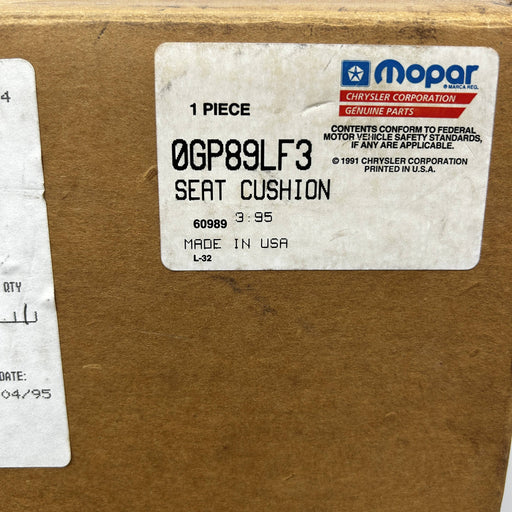 4
QTY
DATE:
04/95
Mopar
® MARCA REG.
CHRYSLER CORPORATION
GENUINE PARTS
1 PIECE
CONTENTS CONFORM TO FEDERAL
MOTOR VEHICLE SAFETY STANDARDS,
IF ANY ARE APPLICABLE.
© 1991 CHRYSLER CORPORATION
PRINTED IN U.S.A.
0GP89LF3
SEAT CUSHION
60989 3:95
MADE IN USA
L-32